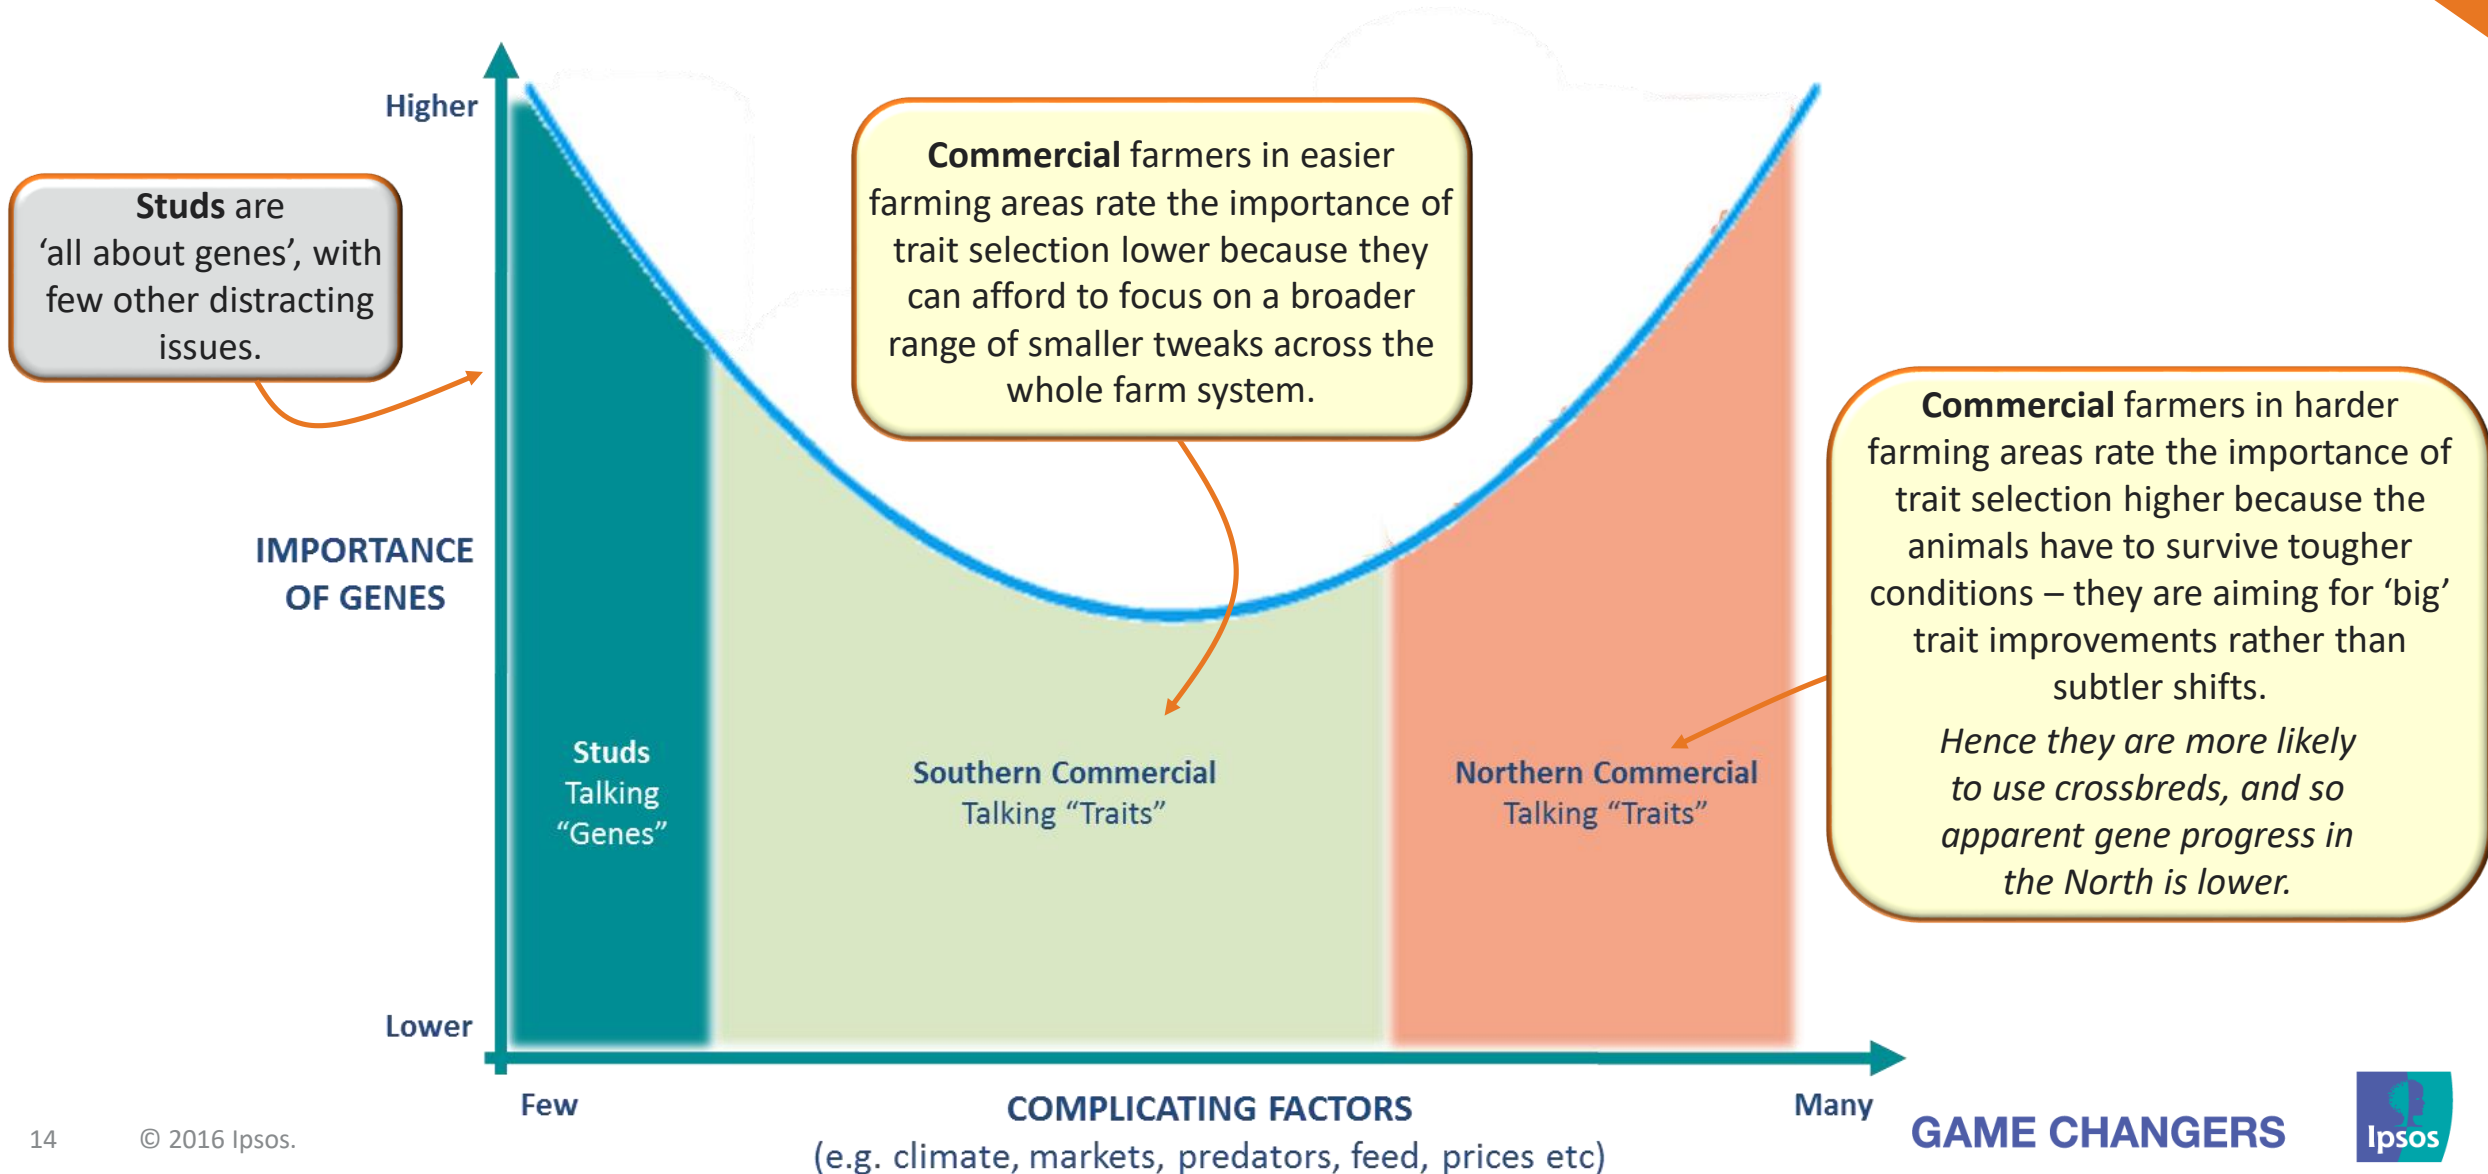 Higher
Studs are
‘all about genes’, with
few other distracting
issues.
Commercial farmers in easier
farming areas rate the importance of
trait selection lower because they
can afford to focus on a broader
range of smaller tweaks across the
whole farm system.
Commercial farmers in harder
farming areas rate the importance of
trait selection higher because the
animals have to survive tougher
conditions – they are aiming for ‘big’
trait improvements rather than
subtler shifts.
Hence they are more likely
to use crossbreds, and so
apparent gene progress in
the North is lower.
IMPORTANCE
OF GENES
Studs
Talking
“Genes”
Southern Commercial
Talking “Traits”
Northern Commercial
Talking “Traits”
Lower
Few
COMPLICATING FACTORS
(e.g. climate, markets, predators, feed, prices etc)
Many
14
© 2016 Ipsos.
GAME CHANGERS
Ipsos